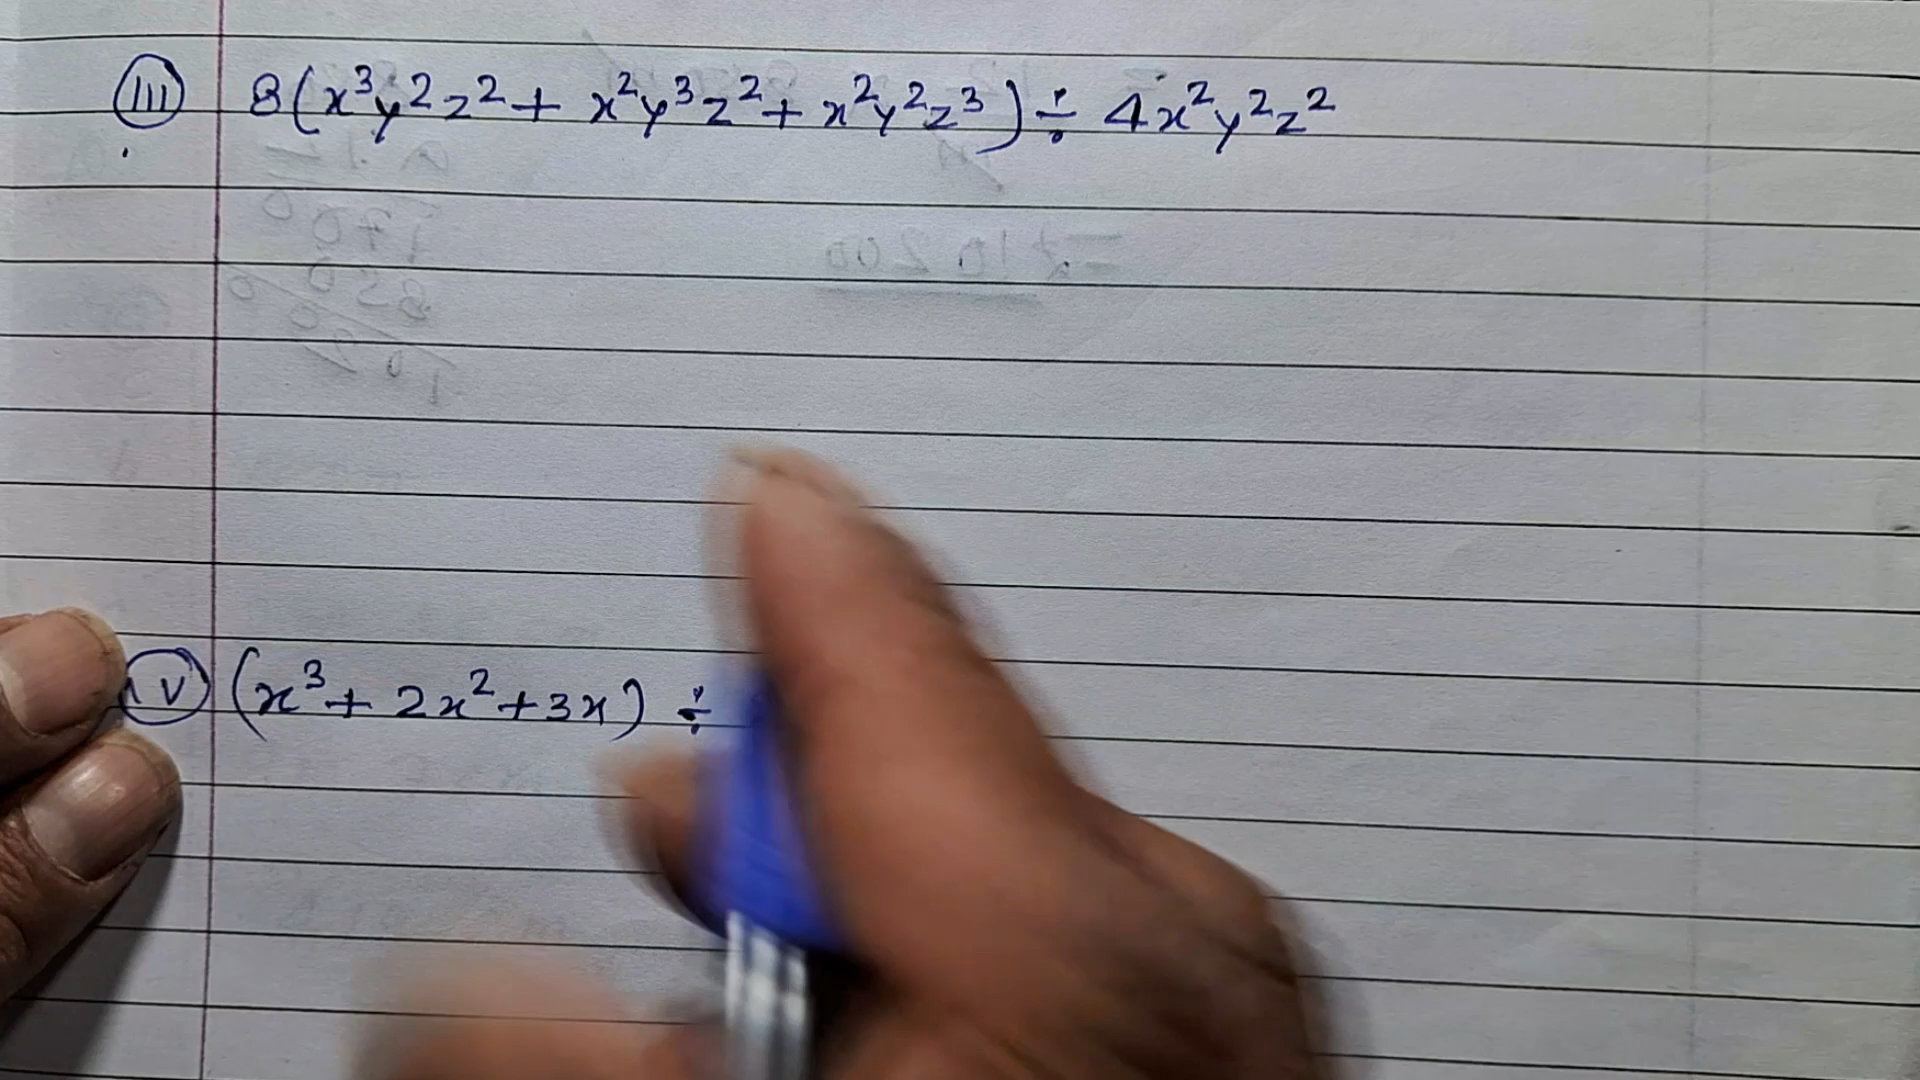 (iii) 8(x³y²z² + x²y³z² + x²y²z³) ÷ 4x²y²z²
(iv) (x³ + 2x² + 3x) ÷